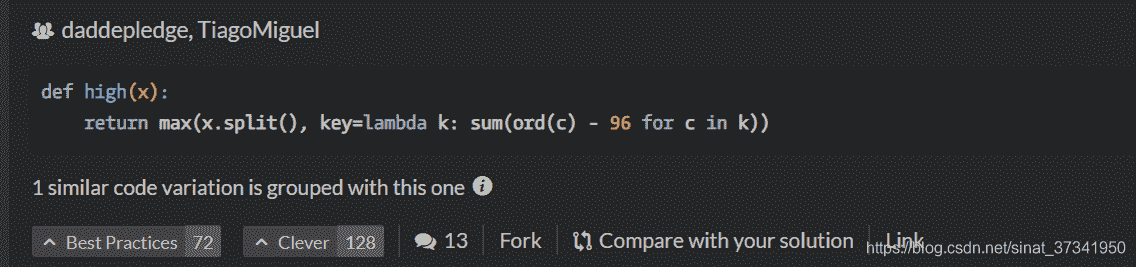 daddepledge, TiagoMiguel
def high(x):
    return max(x.split(), key=lambda k: sum(ord(c) - 96 for c in k))
1 similar code variation is grouped with this one
Best Practices 72 Clever 128 13 Fork Compare with your solution Link
https://blog.csdn.net/sinat_37341950